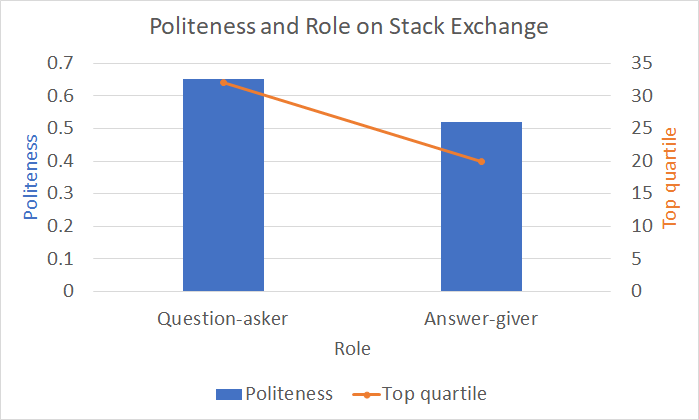 Politeness and Role on Stack Exchange
0.7
0.6
0.5
0.4
0.3
0.2
0.1
0
Politeness
35
30
25
20
15
10
5
0
Top quartile
Question-asker Answer-giver
Role
Politeness Top quartile